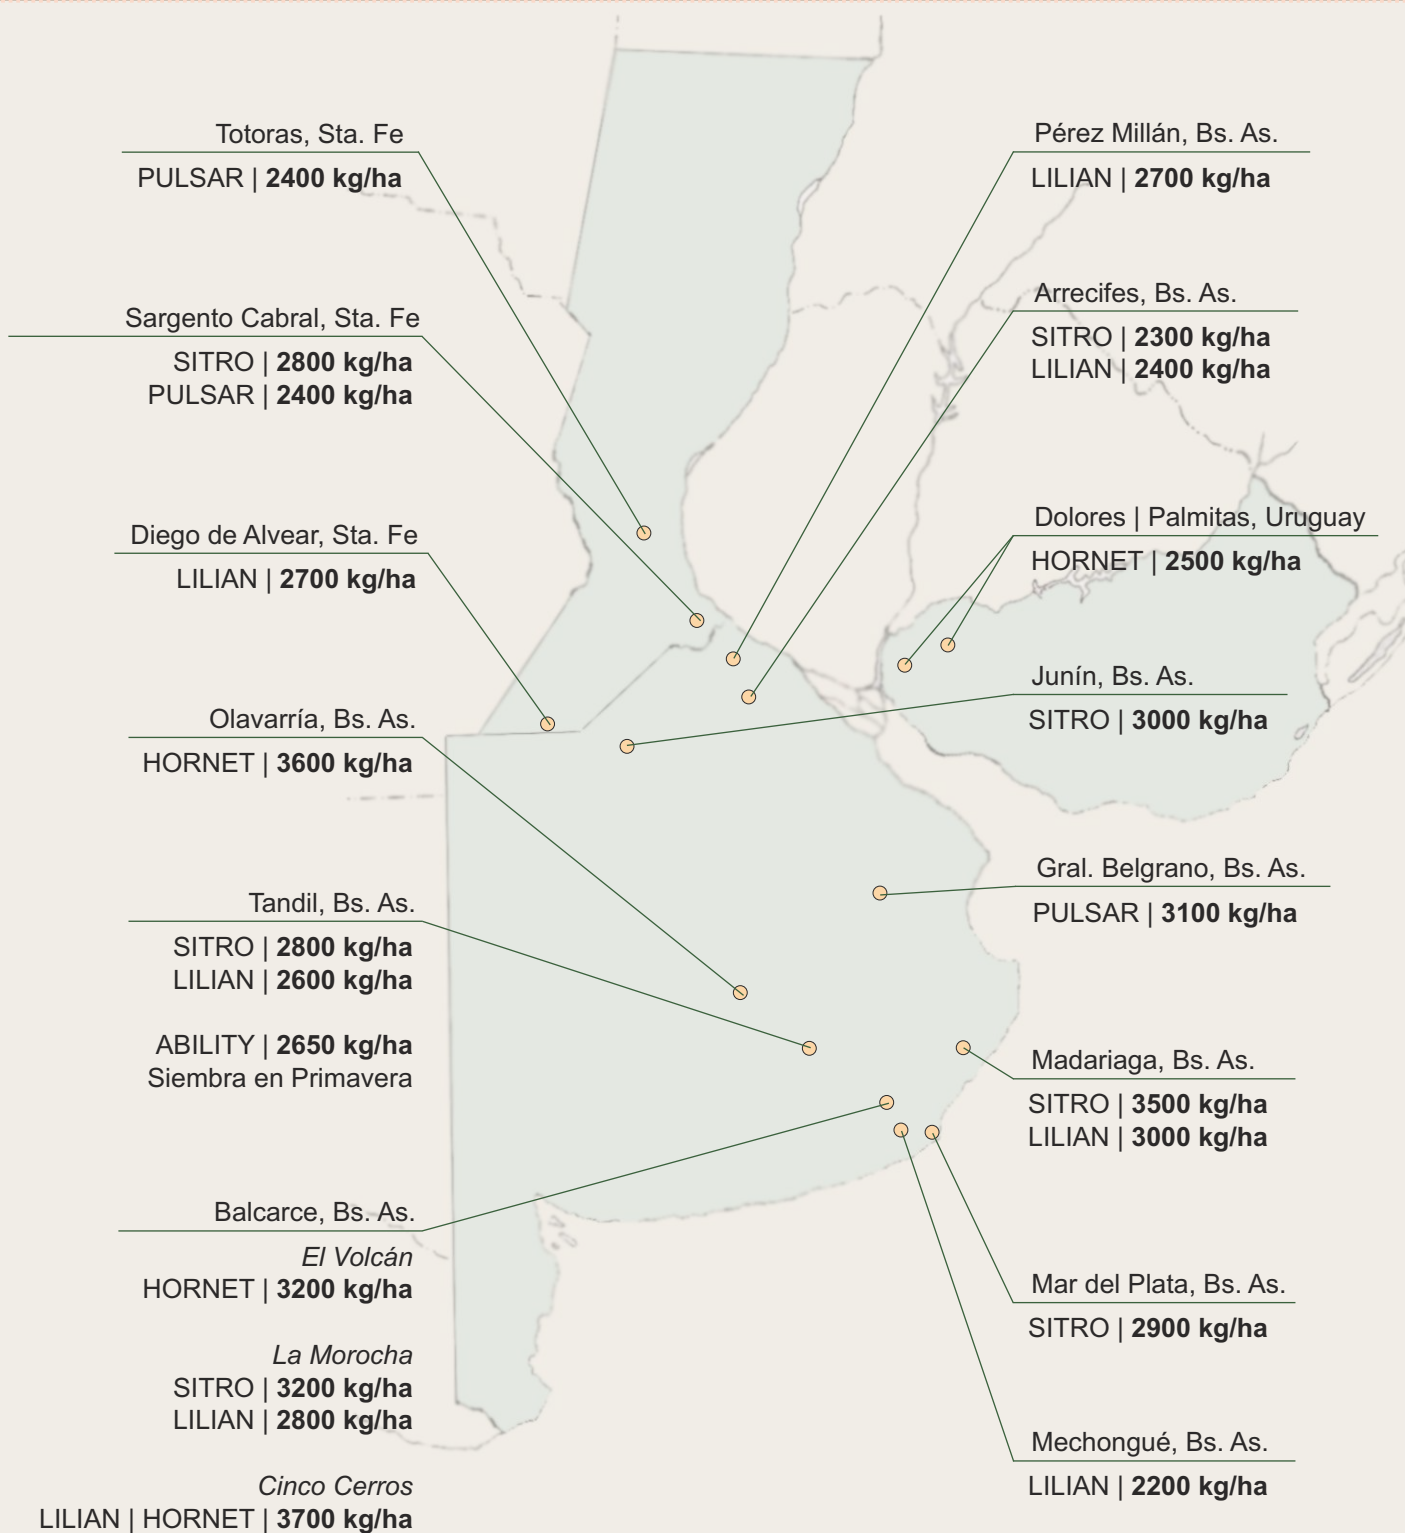 Totoras, Sta. Fe
PULSAR | 2400 kg/ha
Sargento Cabral, Sta. Fe
SITRO | 2800 kg/ha
PULSAR | 2400 kg/ha
Diego de Alvear, Sta. Fe
LILIAN | 2700 kg/ha
Olavarría, Bs. As.
HORNET | 3600 kg/ha
Tandil, Bs. As.
SITRO | 2800 kg/ha
LILIAN | 2600 kg/ha
ABILITY | 2650 kg/ha
Siembra en Primavera
Balcarce, Bs. As.
El Volcán
HORNET | 3200 kg/ha
La Morocha
SITRO | 3200 kg/ha
LILIAN | 2800 kg/ha
Cinco Cerros
LILIAN | HORNET | 3700 kg/ha
Pérez Millán, Bs. As.
LILIAN | 2700 kg/ha
Arrecifes, Bs. As.
SITRO | 2300 kg/ha
LILIAN | 2400 kg/ha
Dolores | Palmitas, Uruguay
HORNET | 2500 kg/ha
Junín, Bs. As.
SITRO | 3000 kg/ha
Gral. Belgrano, Bs. As.
PULSAR | 3100 kg/ha
Madariaga, Bs. As.
SITRO | 3500 kg/ha
LILIAN | 3000 kg/ha
Mar del Plata, Bs. As.
SITRO | 2900 kg/ha
Mechongué, Bs. As.
LILIAN | 2200 kg/ha